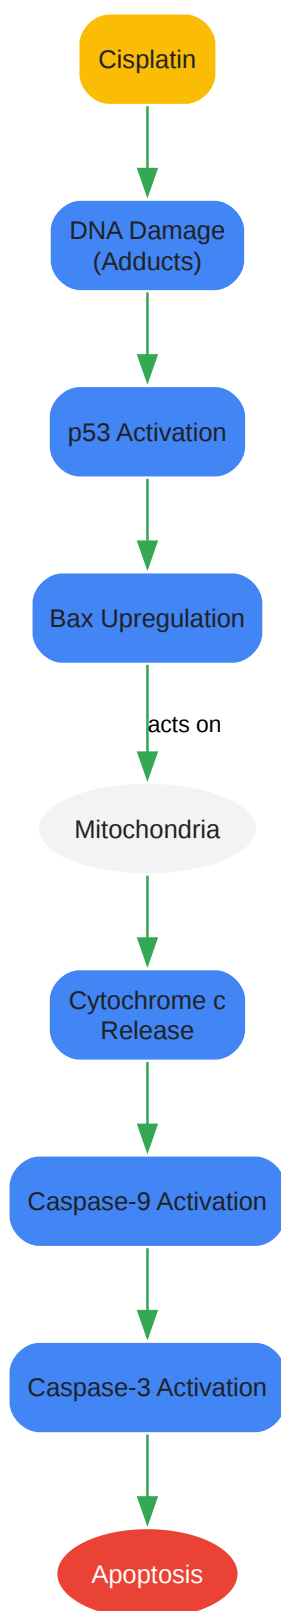 Cisplatin
DNA Damage
(Adducts)
p53 Activation
Bax Upregulation
acts on
Mitochondria
Cytochrome c
Release
Caspase-9 Activation
Caspase-3 Activation
Apoptosis